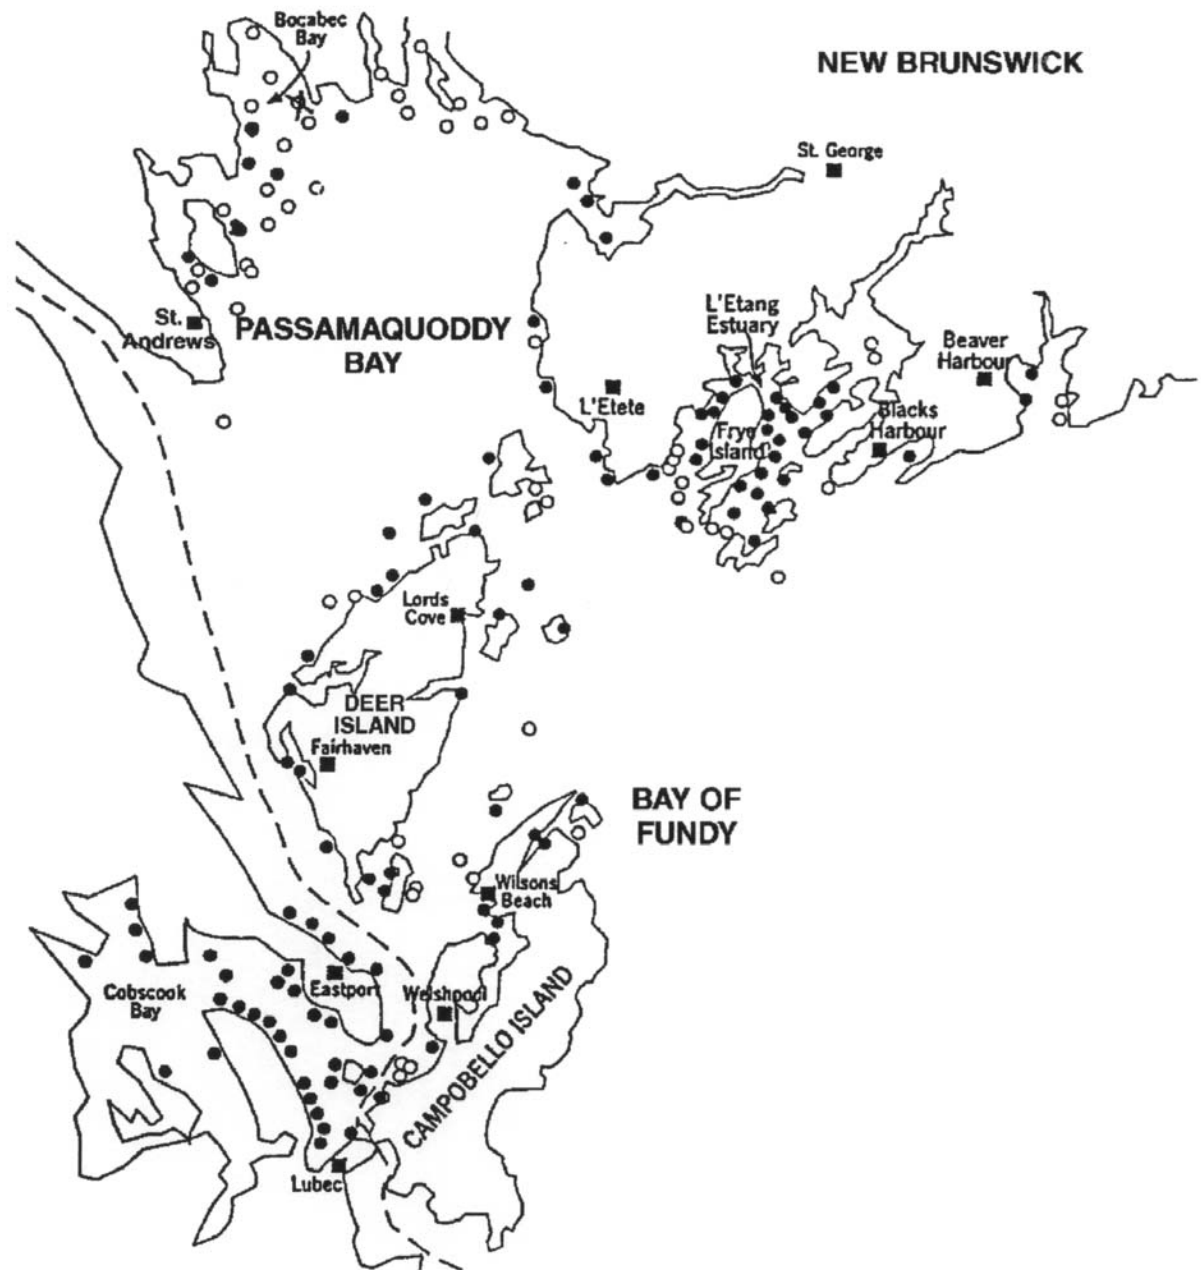 Bocabec
Bay
NEW BRUNSWICK
St. George
L'Etang
Estuary
St.
Andrews
PASSAMAQUODDY
BAY
Beaver
Harbour
L'Etete
Frye
Island
Blacks
Harbour
Lords
Cove
DEER
ISLAND
Fairhaven
BAY OF
FUNDY
Wilsons
Beach
Cobscook
Bay
Eastport
Welshpool
CAMPOBELLO ISLAND
Lubec